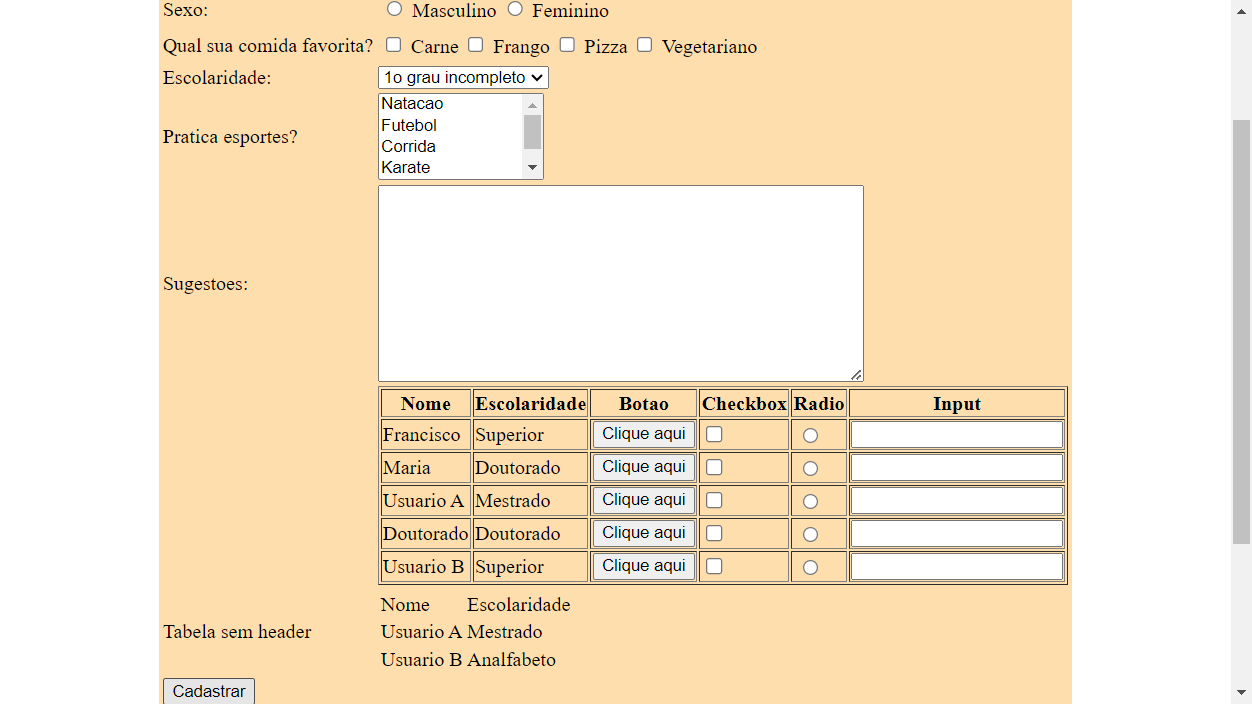 Sexo: Masculino Feminino
Qual sua comida favorita? Carne Frango Pizza Vegetariano
Escolaridade: 1o grau incompleto
Natacao
Futebol
Pratica esportes?
Corrida
Karate
Sugestoes:
Nome Escolaridade Botao Checkbox Radio Input
Francisco Superior Clique aqui
Maria Doutorado Clique aqui
Usuario A Mestrado Clique aqui
Doutorado Doutorado Clique aqui
Usuario B Superior Clique aqui
Nome Escolaridade
Tabela sem header Usuario A Mestrado
Usuario B Analfabeto
Cadastrar